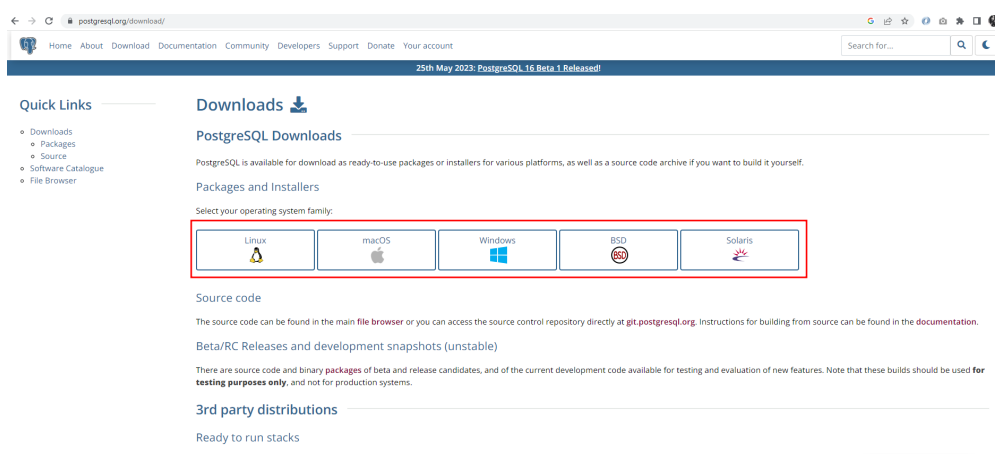 postgresql.org/download/
Home About Download Documentation Community Developers Support Donate Your account
Search for...
25th May 2023: PostgreSQL 16 Beta 1 Released!
Quick Links
Downloads
Packages
Source
Software Catalogue
File Browser
Downloads
PostgreSQL Downloads
PostgreSQL is available for download as ready-to-use packages or installers for various platforms, as well as a source code archive if you want to build it yourself.
Packages and Installers
Select your operating system family:
Linux
macOS
Windows
BSD
BSD
Solaris
Source code
The source code can be found in the main file browser or you can access the source control repository directly at git.postgresql.org. Instructions for building from source can be found in the documentation.
Beta/RC Releases and development snapshots (unstable)
There are source code and binary packages of beta and release candidates, and of the current development code available for testing and evaluation of new features. Note that these builds should be used for
testing purposes only, and not for production systems.
3rd party distributions
Ready to run stacks